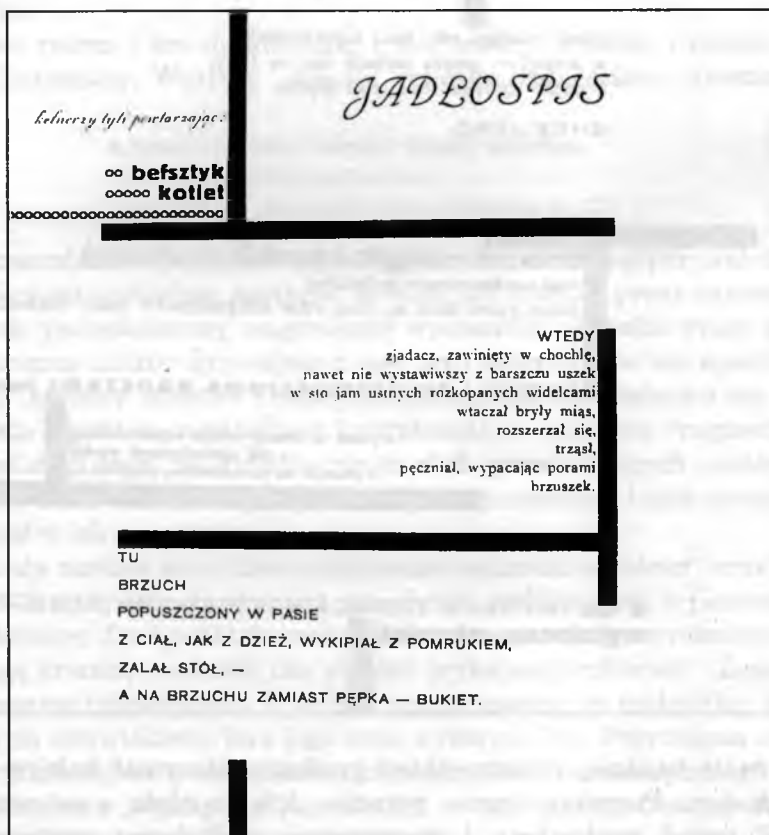 JADŁOSPIS
kelnerzy tyli powtarzając:
∞ befsztyk
∞∞∞ kotlet
WTEDY
zjadacz, zawinięty w chochlę,
nawet nie wystawiwszy z barszczu uszek
w sto jam ustnych rozkopanych widelcami
wtaczał bryły mias,
rozszerzał się,
trząsł,
pęczniał, wypacając porami
brzuszek.
TU
BRZUCH
POPUSZCZONY W PASIE
Z CIAŁ, JAK Z DZIEŻ, WYKIPIAŁ Z POMRUKIEM,
ZALAŁ STÓŁ, —
A NA BRZUCHU ZAMIAST PĘPKA — BUKIET.